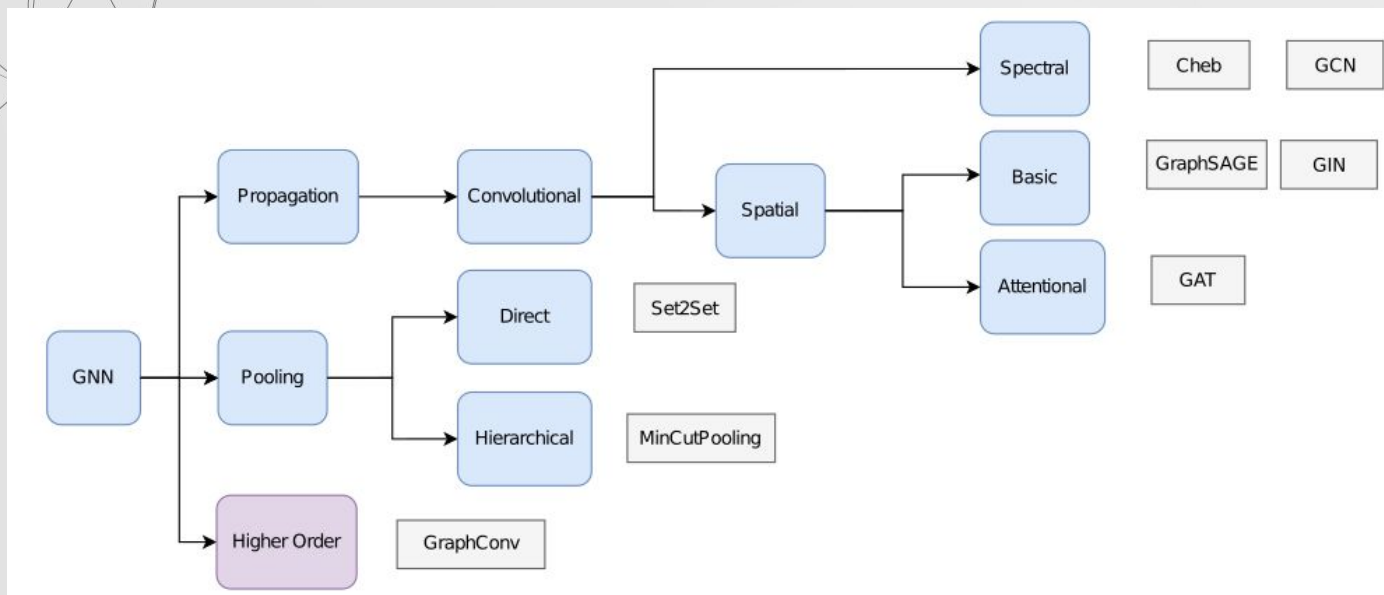 Spectral
Cheb
GCN
Propagation
Convolutional
Spatial
Basic
GraphSAGE
GIN
Attentional
GAT
Direct
Set2Set
GNN
Pooling
Hierarchical
MinCutPooling
Higher Order
GraphConv